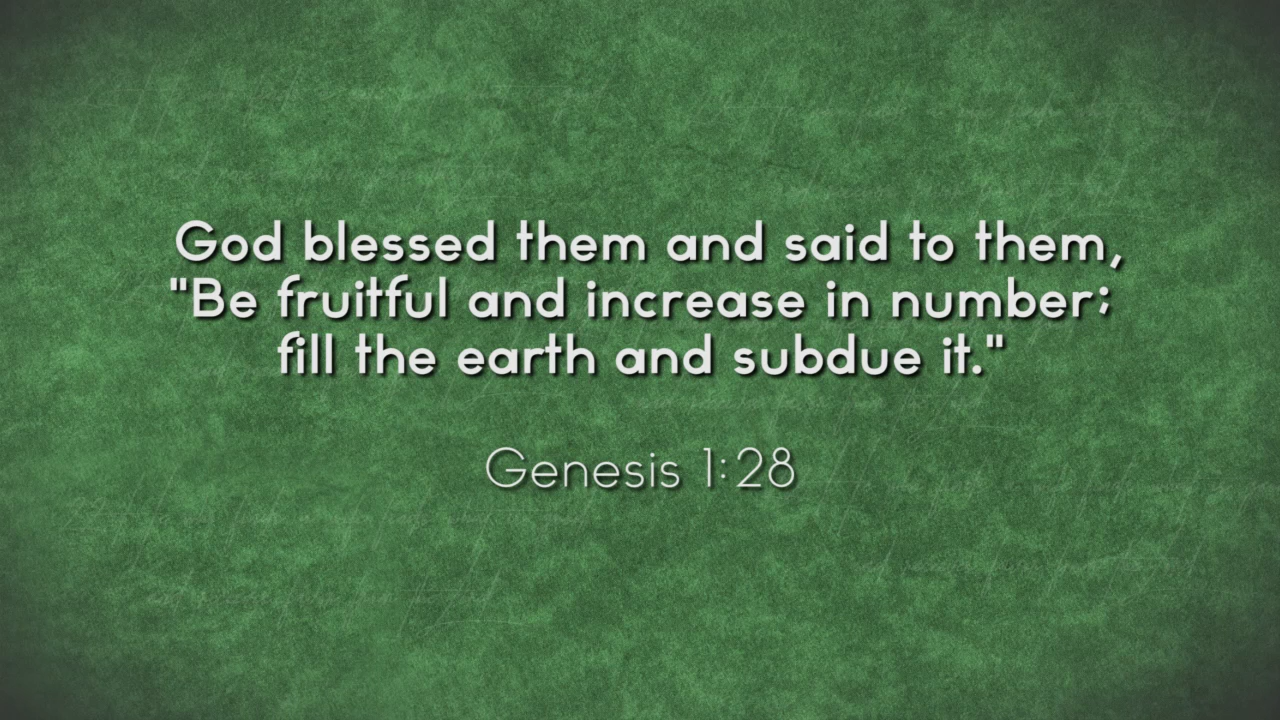 God blessed them and said to them,
"Be fruitful and increase in number;
fill the earth and subdue it."
Genesis 1:28